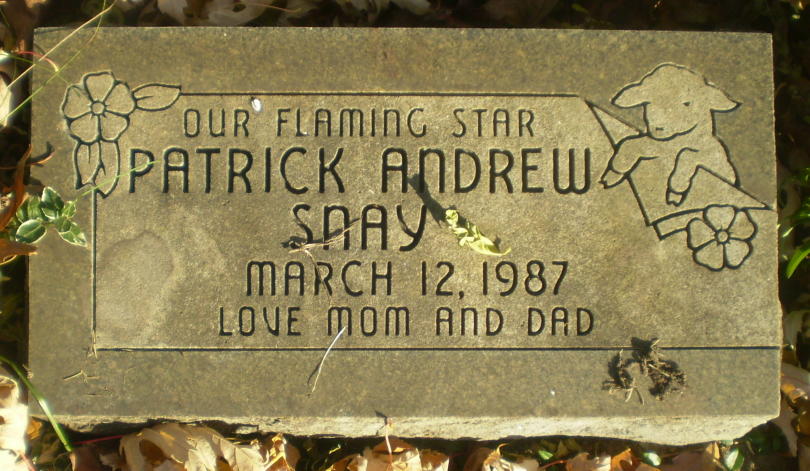 OUR FLAMING STAR
PATRICK ANDREW
SNAY
MARCH 12, 1987
LOVE MOM AND DAD